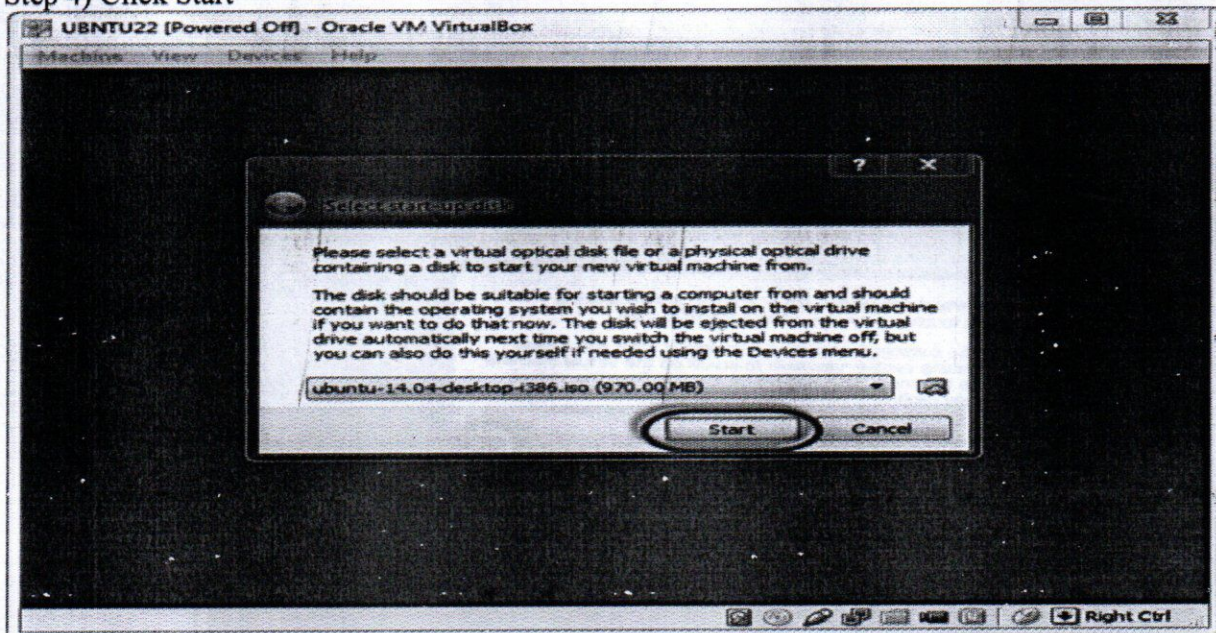 Step 4) Click Start
UBNTU22 [Powered Off] - Oracle VM VirtualBox
Machine View Devices Help
? X
Select start-up disk
Please select a virtual optical disk file or a physical optical drive
containing a disk to start your new virtual machine from.
The disk should be suitable for starting a computer from and should
contain the operating system you wish to install on the virtual machine
if you want to do that now. The disk will be ejected from the virtual
drive automatically next time you switch the virtual machine off, but
you can also do this yourself if needed using the Devices menu.
ubuntu-14.04-desktop-i386.iso (970.00 MB)
Start Cancel
Right Ctrl